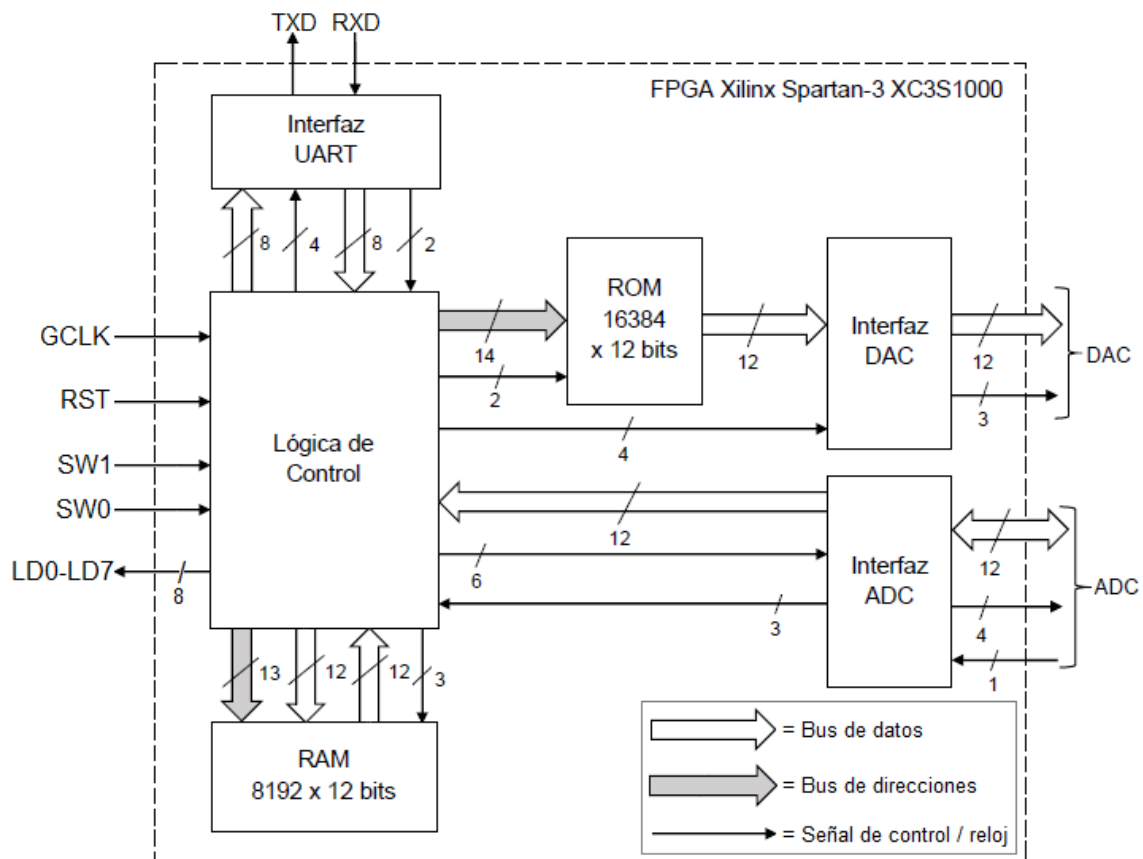 TXD RXD
FPGA Xilinx Spartan-3 XC3S1000
Interfaz
UART
8
4
8
2
GCLK
RST
SW1
SW0
LD0-LD7
8
Lógica de
Control
14
2
ROM
16384
x 12 bits
12
Interfaz
DAC
12
3
DAC
4
12
6
3
Interfaz
ADC
12
4
1
ADC
13
12
12
3
RAM
8192 x 12 bits
= Bus de datos
= Bus de direcciones
= Señal de control / reloj